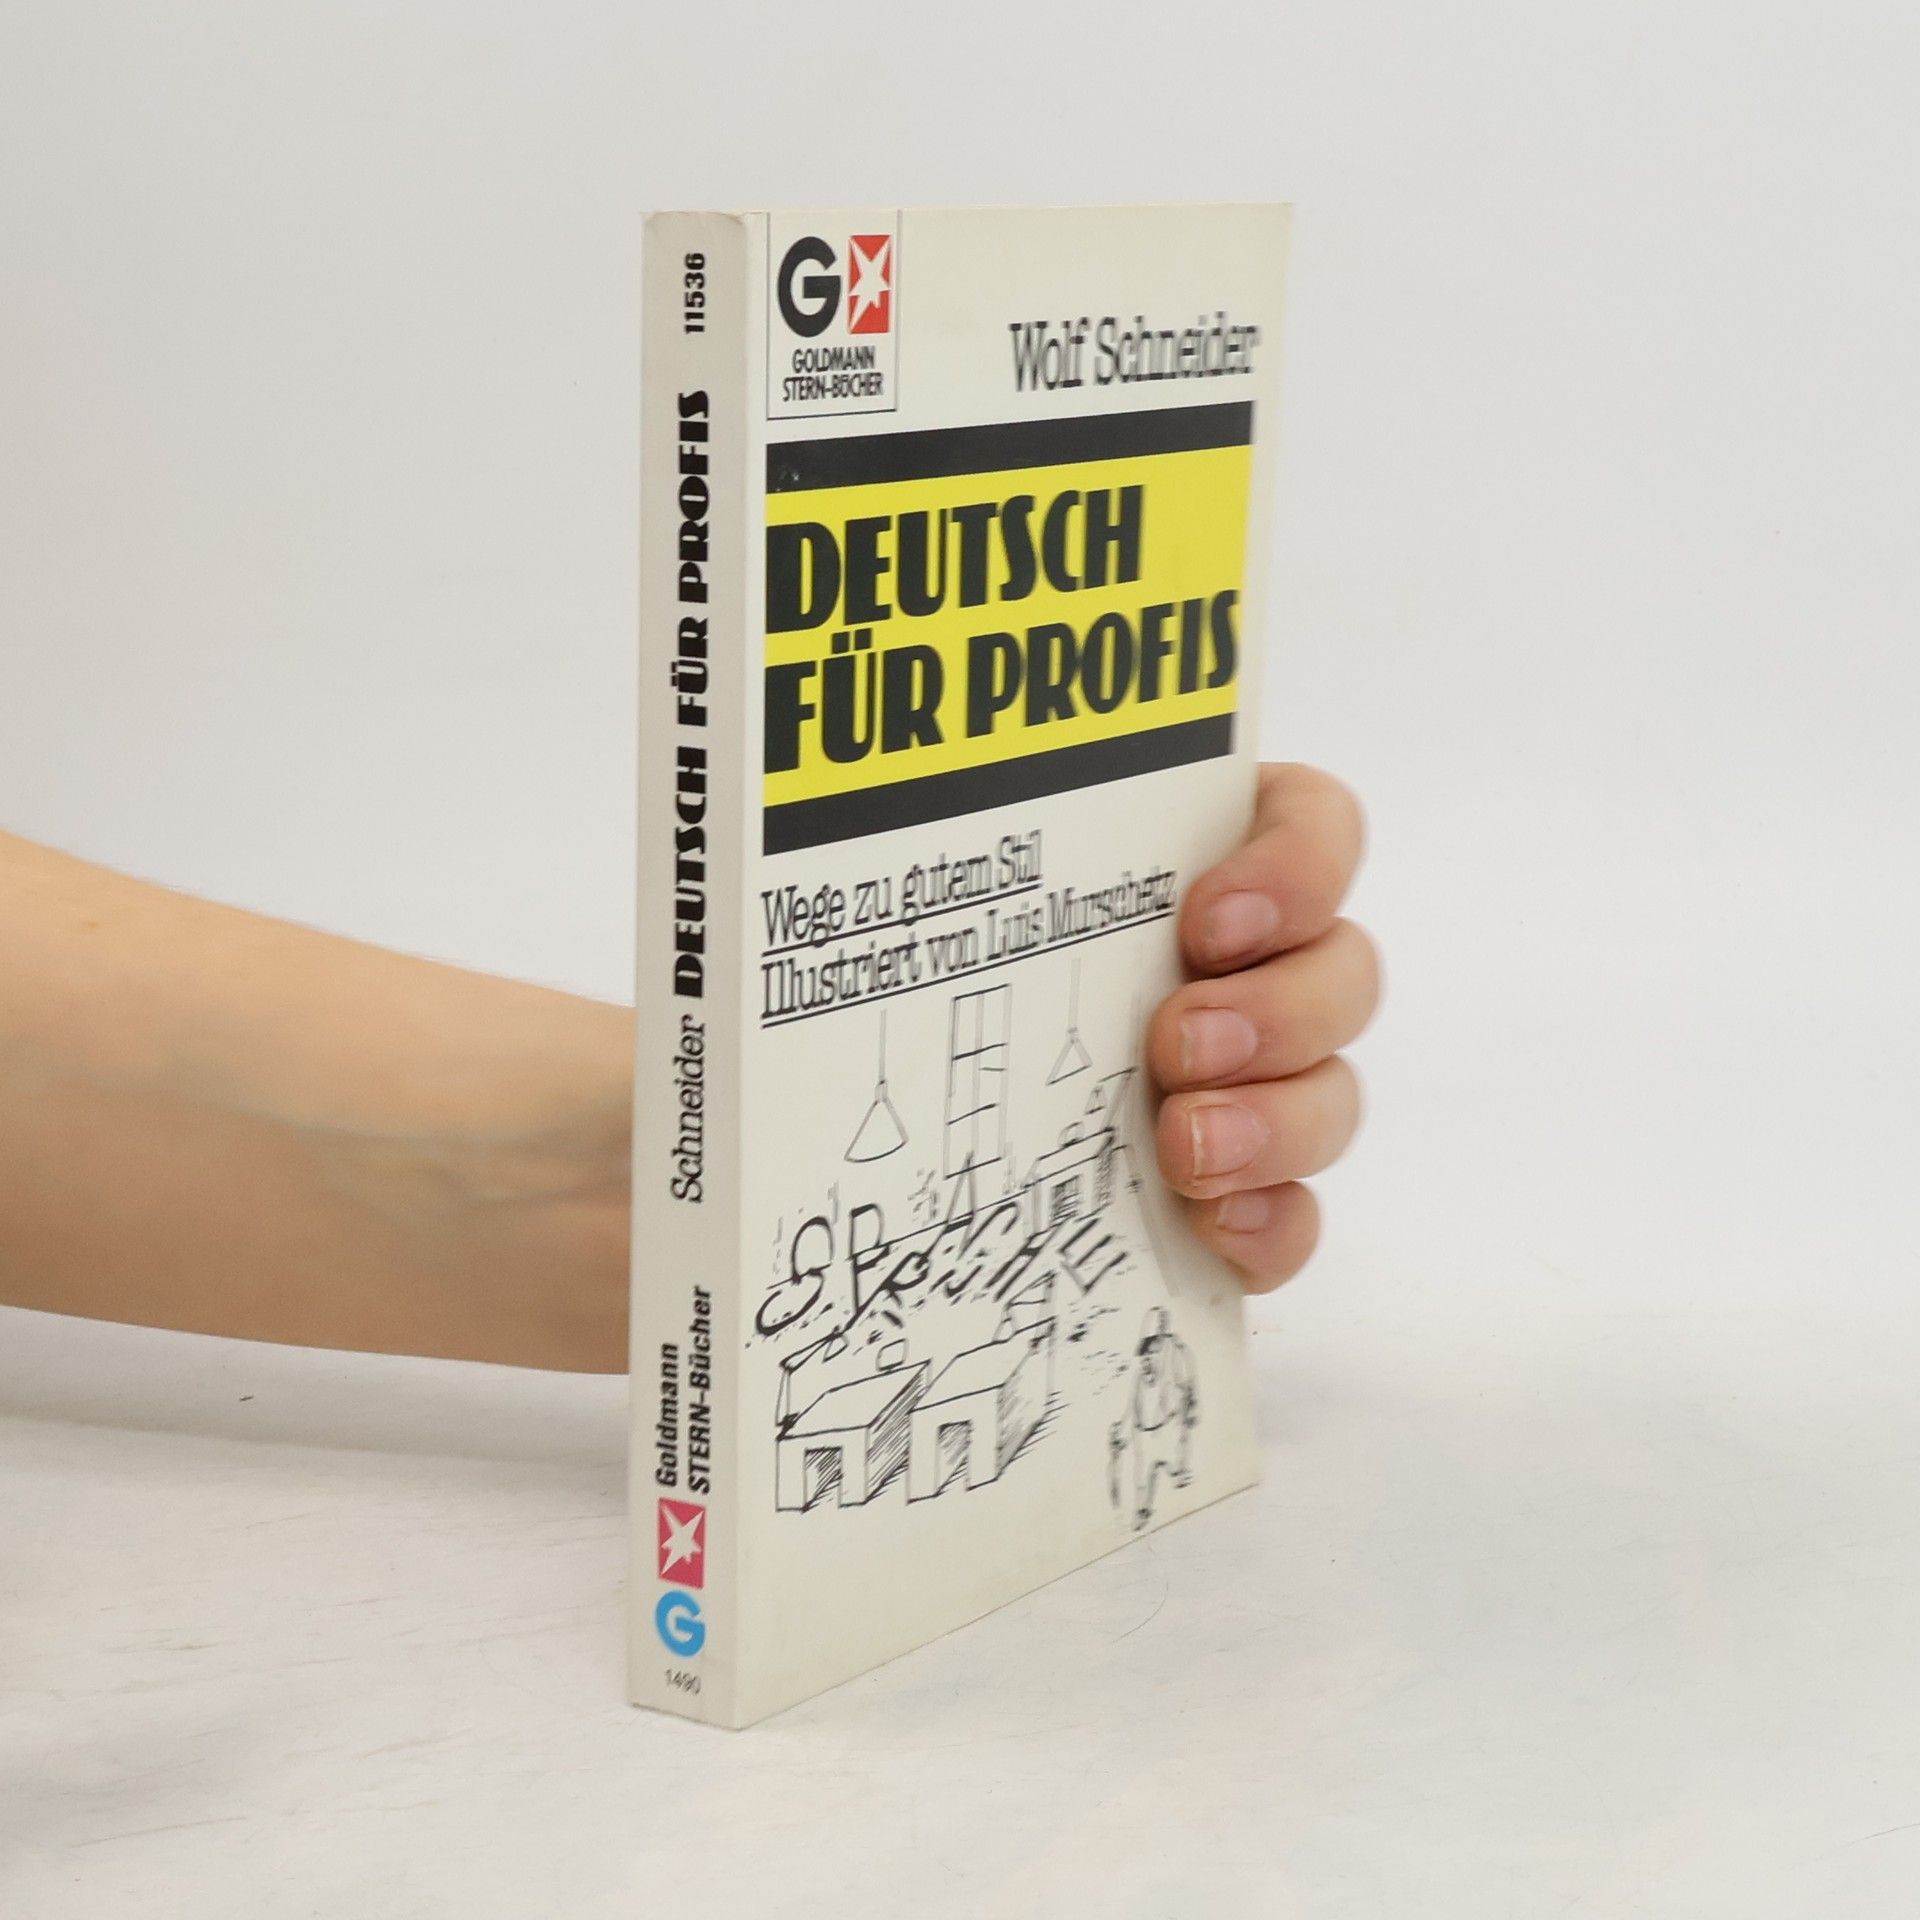 11536
DEUTSCH FÜR PROFIS
Schneider
Goldmann
STERN-Bücher
G
1490
G
GOLDMANN
STERN-BÜCHER
Wolf Schneider
DEUTSCH
FÜR PROFIS
Wege zu gutem Stil
Illustriert von Luis Murschetz